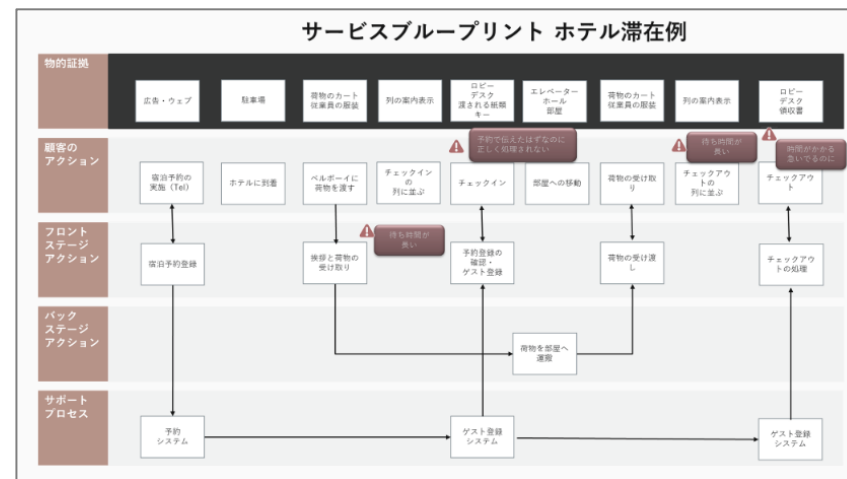 サービスブループリント ホテル滞在例
物的証拠
広告・ウェブ
駐車場
荷物のカート
従業員の服装
列の案内表示
ロビー
デスク
渡される紙類
キー
エレベーター
ホール
部屋
荷物のカート
従業員の服装
列の案内表示
ロビー
デスク
領収書
顧客の
アクション
予約で伝えたはずなのに
正しく処理されない
待ち時間が
長い
時間がかかる
急いでるのに
宿泊予約の
実施（Tel）
ホテルに到着
ベルボーイに
荷物を渡す
チェックイン
の
列に並ぶ
チェックイン
部屋への移動
荷物の受け取
り
チェックアウ
トの
列に並ぶ
チェックアウ
ト
フロント
ステージ
アクション
待ち時間が
長い
宿泊予約登録
挨拶と荷物の
受け取り
予約登録の
確認・
ゲスト登録
荷物の受け渡
し
チェックアウ
トの処理
バック
ステージ
アクション
荷物を部屋へ
運搬
サポート
プロセス
予約
システム
ゲスト登録
システム
ゲスト登録
システム